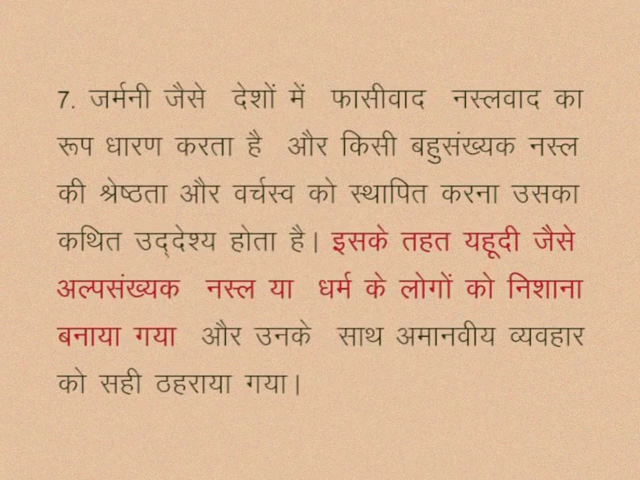 7. जर्मनी जैसे देशों में फासीवाद नस्लवाद का
रूप धारण करता है और किसी बहुसंख्यक नस्ल
की श्रेष्ठता और वर्चस्व को स्थापित करना उसका
कथित उद्देश्य होता है। इसके तहत यहूदी जैसे
अल्पसंख्यक नस्ल या धर्म के लोगों को निशाना
बनाया गया और उनके साथ अमानवीय व्यवहार
को सही ठहराया गया।